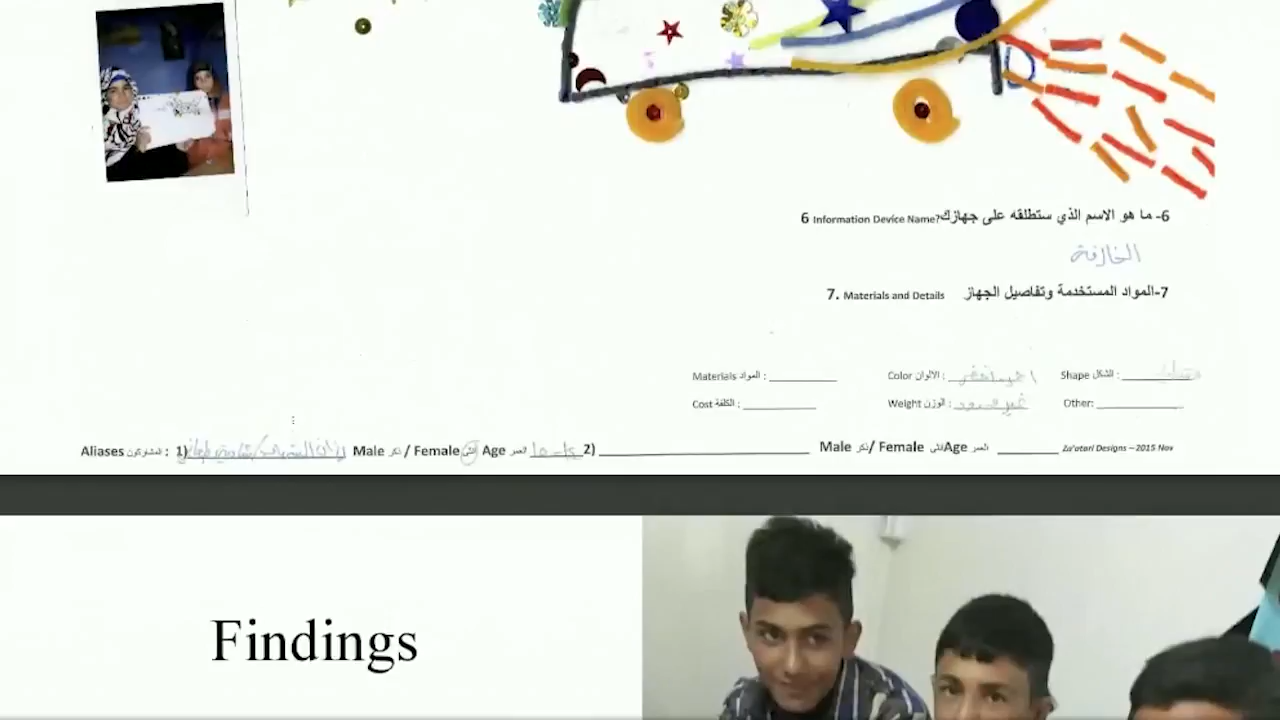 6 Information Device Name? 6- ما هو الاسم الذي ستطلقه على جهازك
الخارقة
7. Materials and Details 7-المواد المستخدمة وتفاصيل الجهاز
Materials المواد : Color الألوان : Shape الشكل :
Cost الكلفة : Weight الوزن : Other:
Aliases المشاركون : 1) Male ذكر / Female أنثى Age العمر 2) Male ذكر/ Female أنثى/Age العمر Za'atari Designs – 2015 Nov
Findings